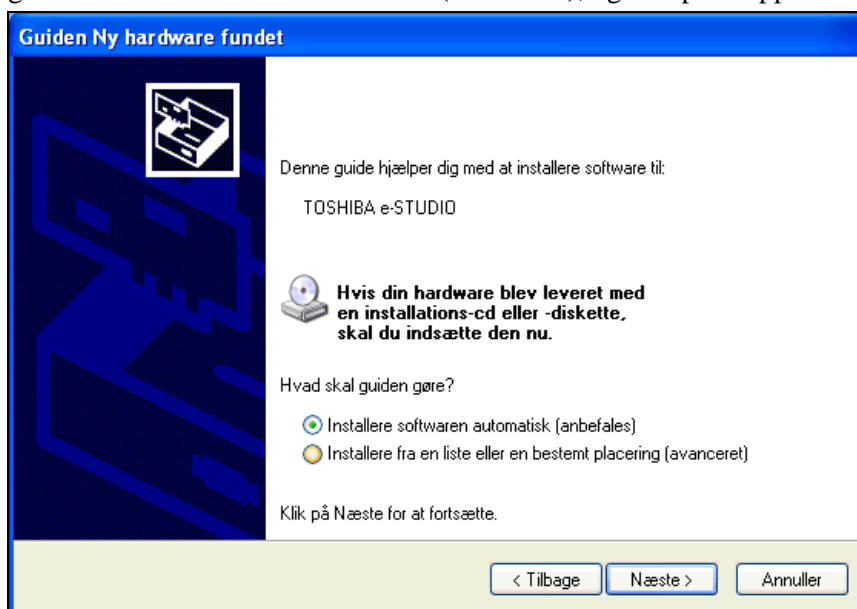 Guiden Ny hardware fundet
Denne guide hjælper dig med at installere software til:
TOSHIBA e-STUDIO
Hvis din hardware blev leveret med
en installations-cd eller -diskette,
skal du indsætte den nu.
Hvad skal guiden gøre?
Installere softwaren automatisk (anbefales)
Installere fra en liste eller en bestemt placering (avanceret)
Klik på Næste for at fortsætte.
< Tilbage
Næste >
Annuller